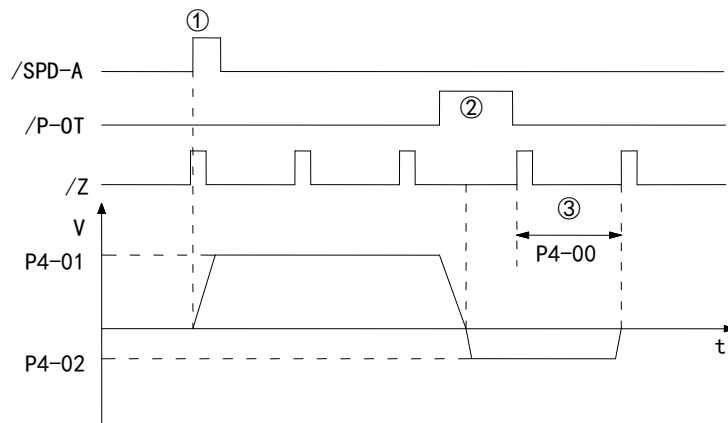 ①
/SPD-A
②
/P-OT
/Z
③
V
P4-00
P4-01
t
P4-02